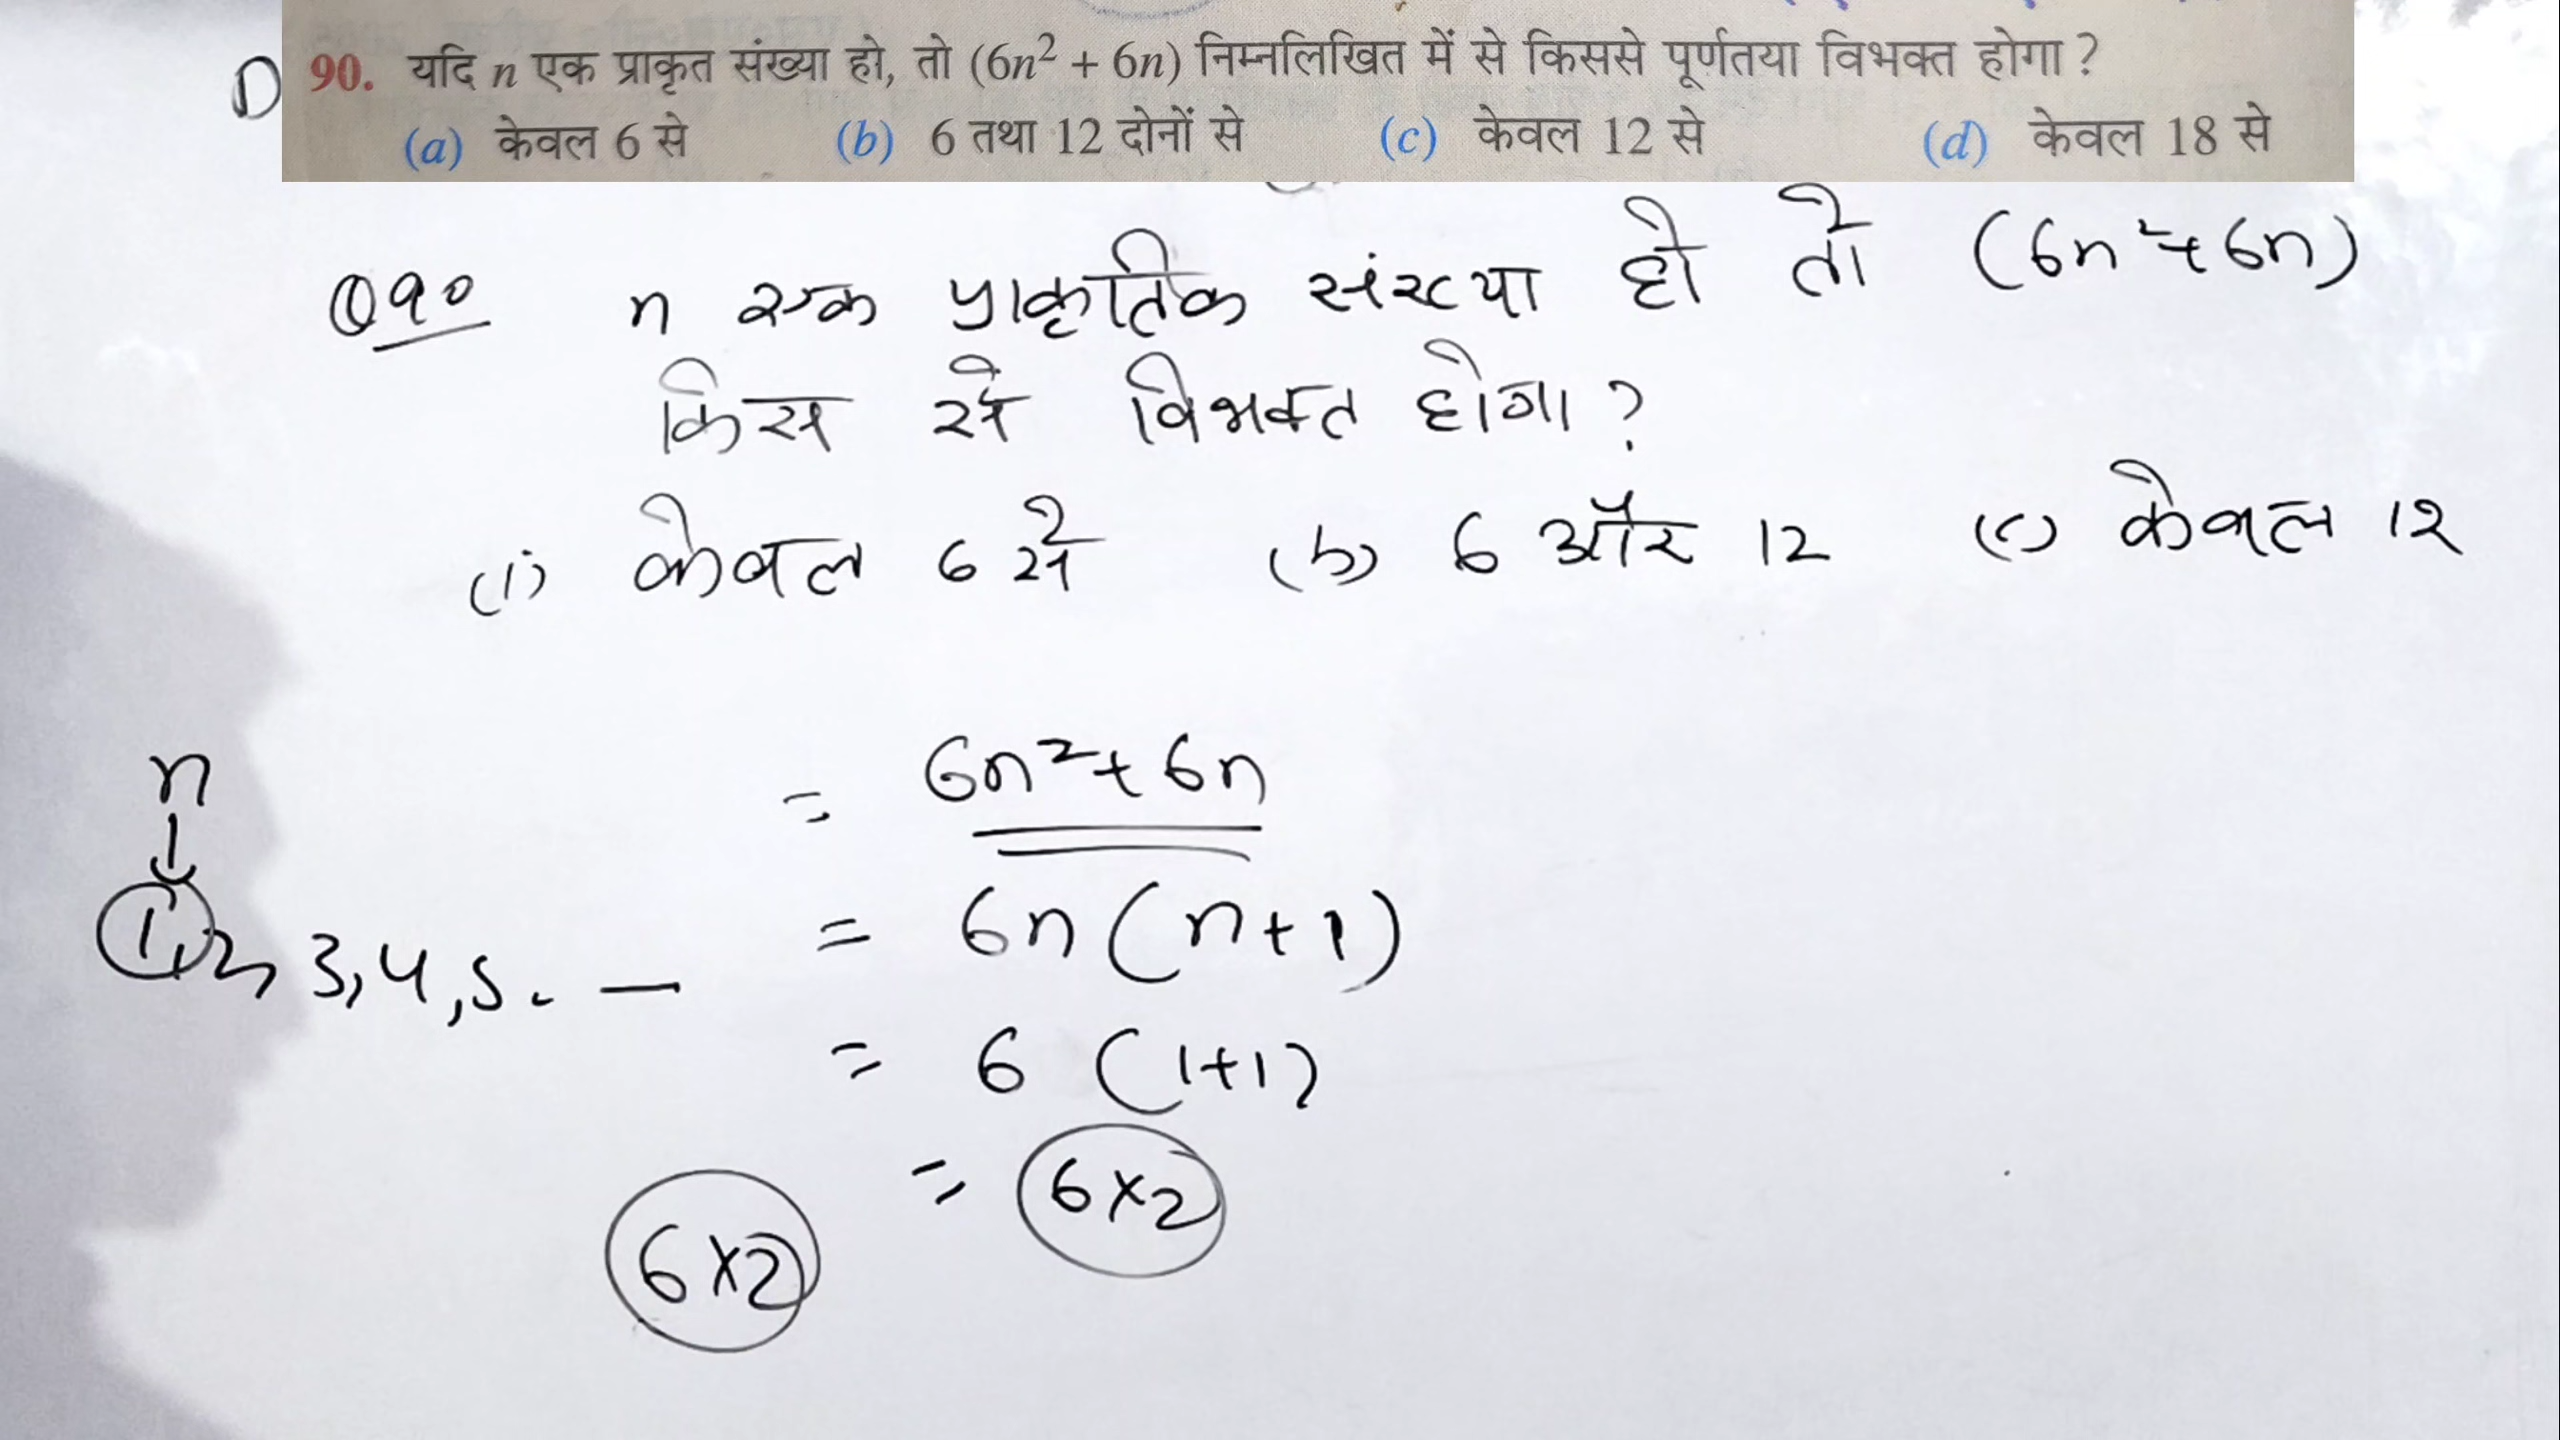 D 90. यदि n एक प्राकृत संख्या हो, तो (6n² + 6n) निम्नलिखित में से किससे पूर्णतया विभक्त होगा ?
(a) केवल 6 से (b) 6 तथा 12 दोनों से (c) केवल 12 से (d) केवल 18 से
Q90 n एक प्राकृतिक संख्या हो तो (6n²+6n)
किस से विभक्त होगा ?
(i) केवल 6 से (b) 6 और 12 (c) केवल 12
n = 6n²+6n
↓
1, 2, 3, 4, 5. — = 6n(n+1)
= 6 (1+1)
= 6×2
6×2